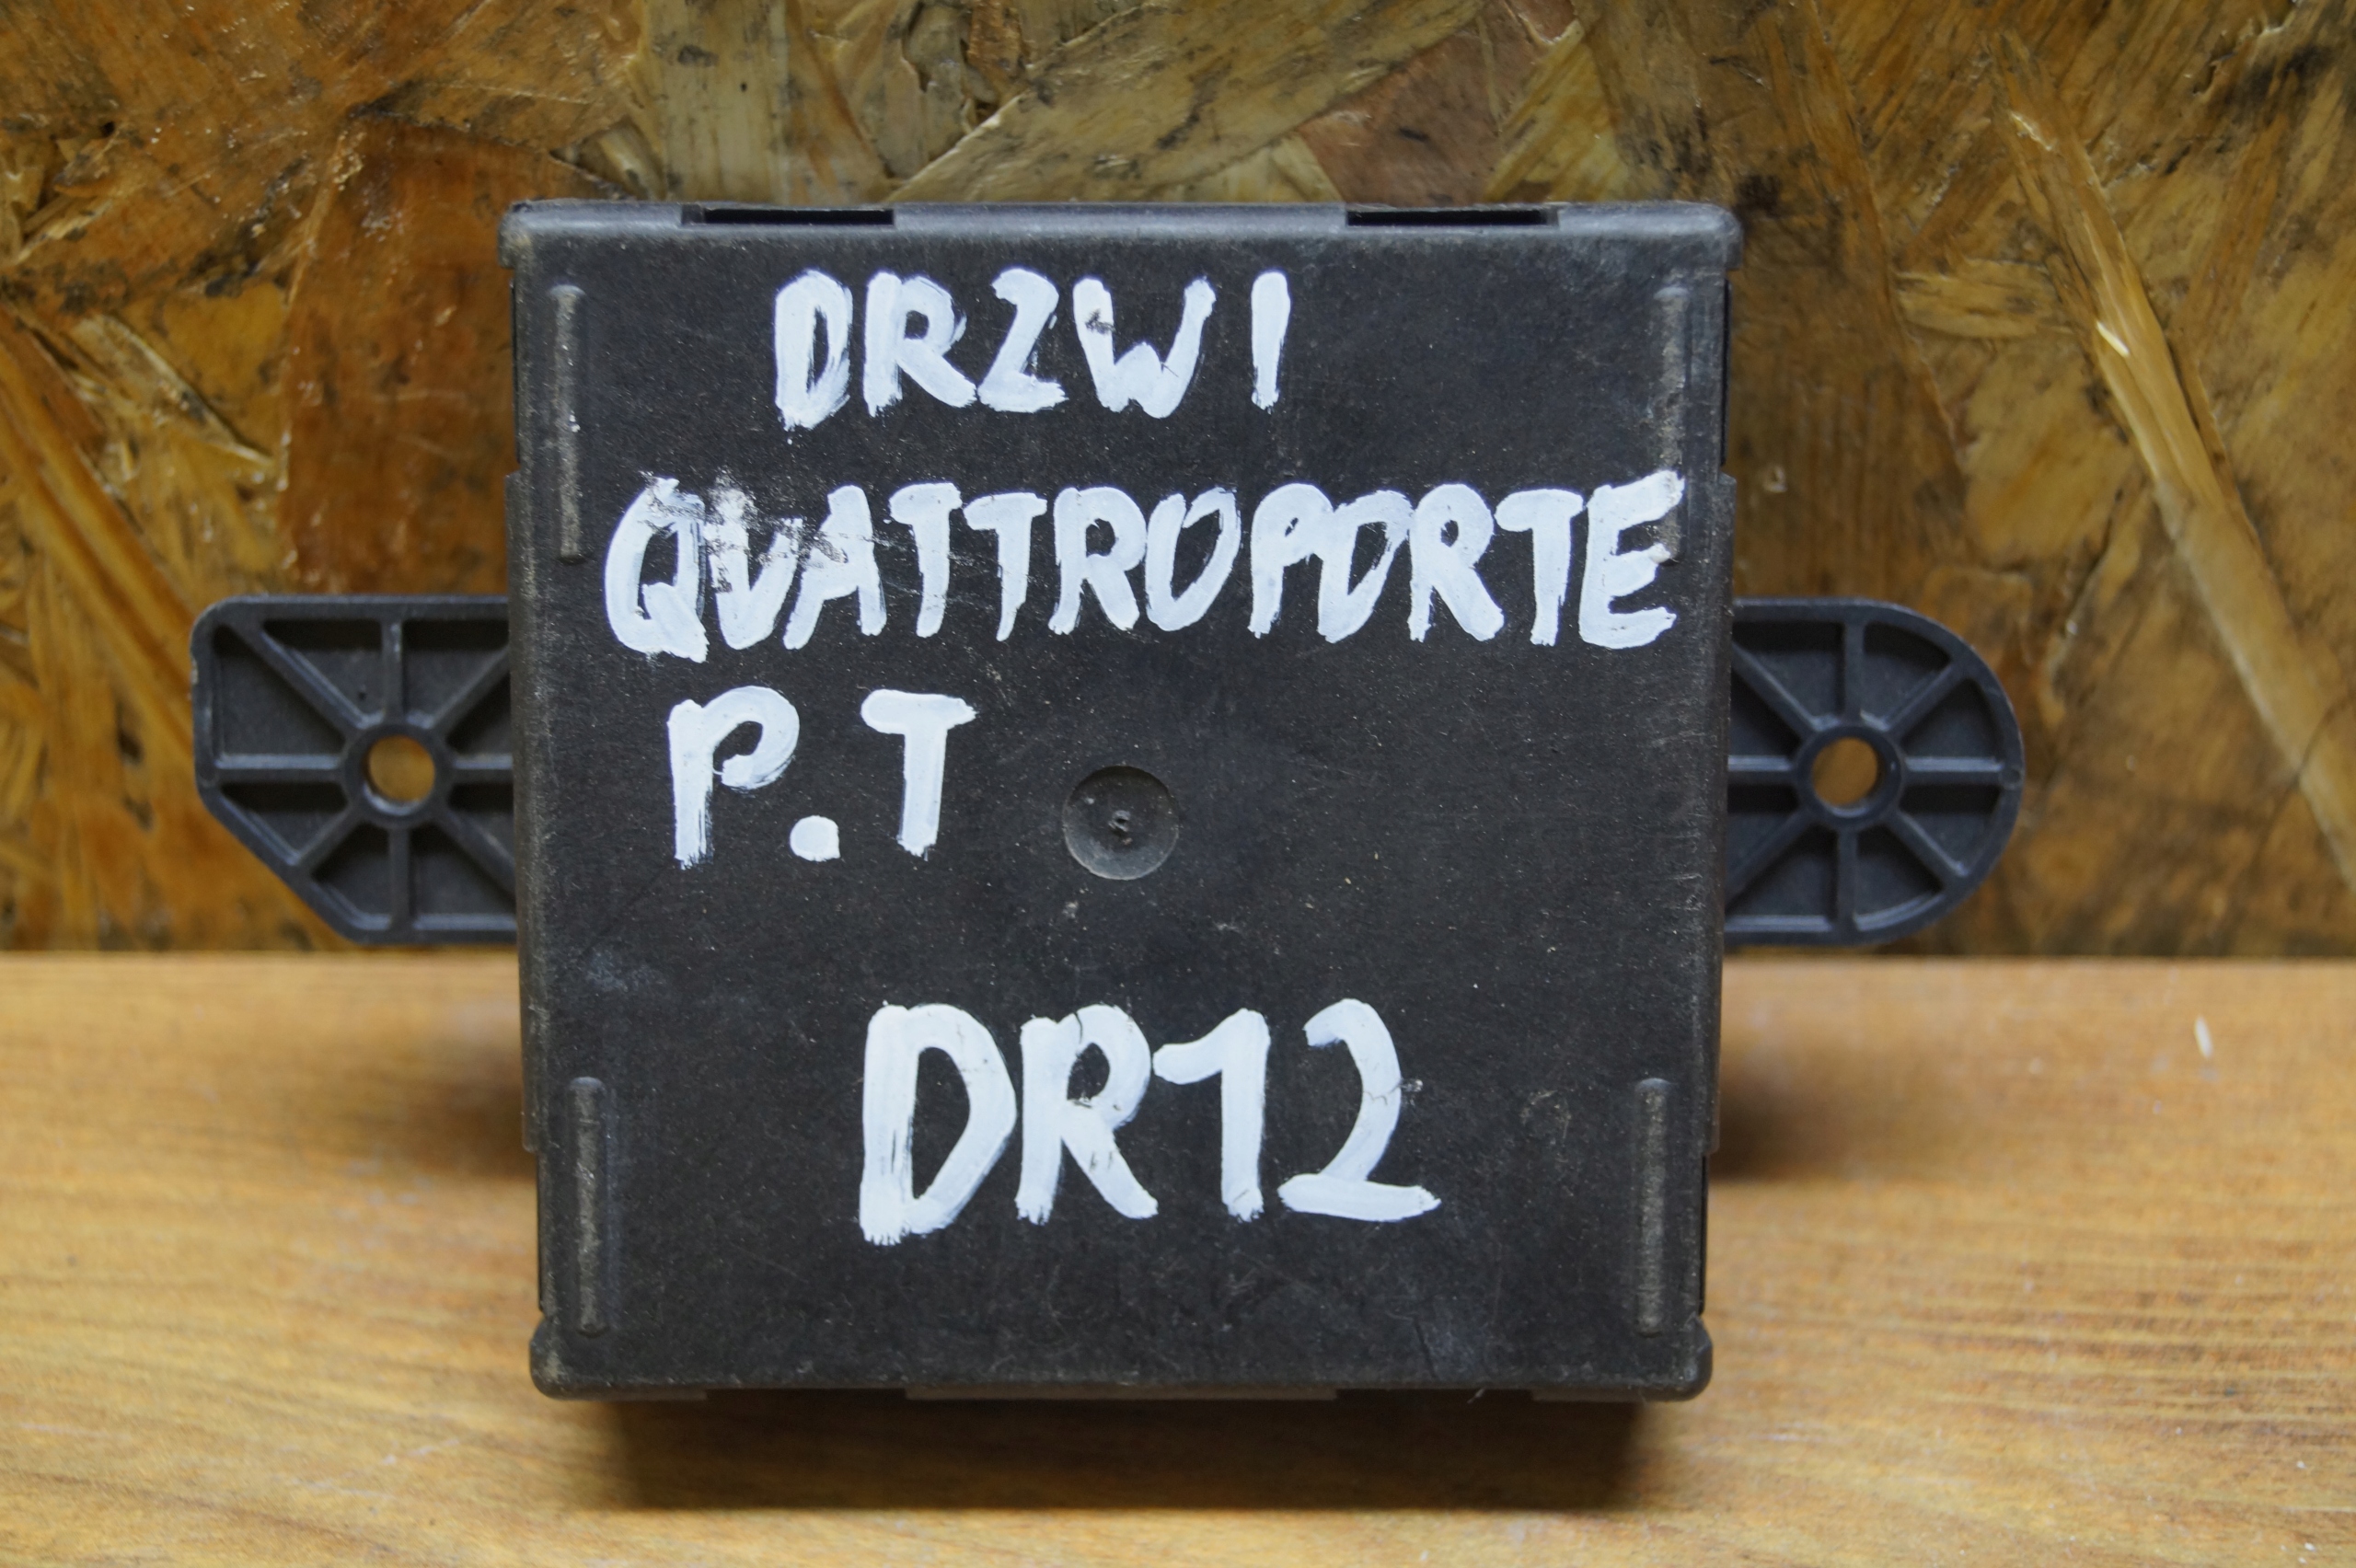 DRZWI
QUATTROPORTE
P.T
DR12